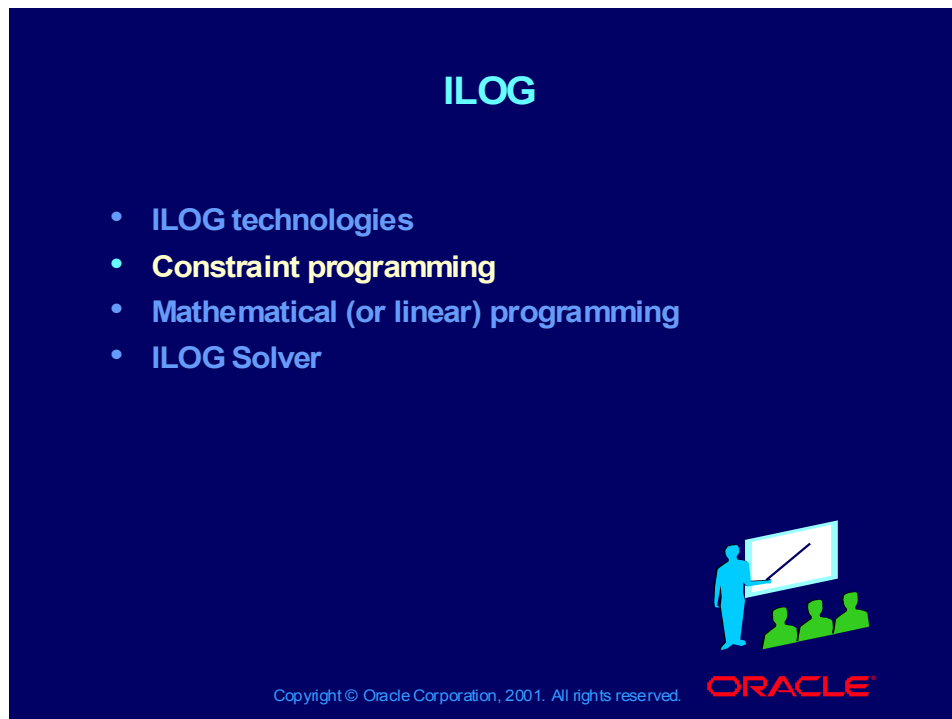 ILOG
• ILOG technologies
• Constraint programming
• Mathematical (or linear) programming
• ILOG Solver
Copyright © Oracle Corporation, 2001. All rights reserved.
ORACLE®